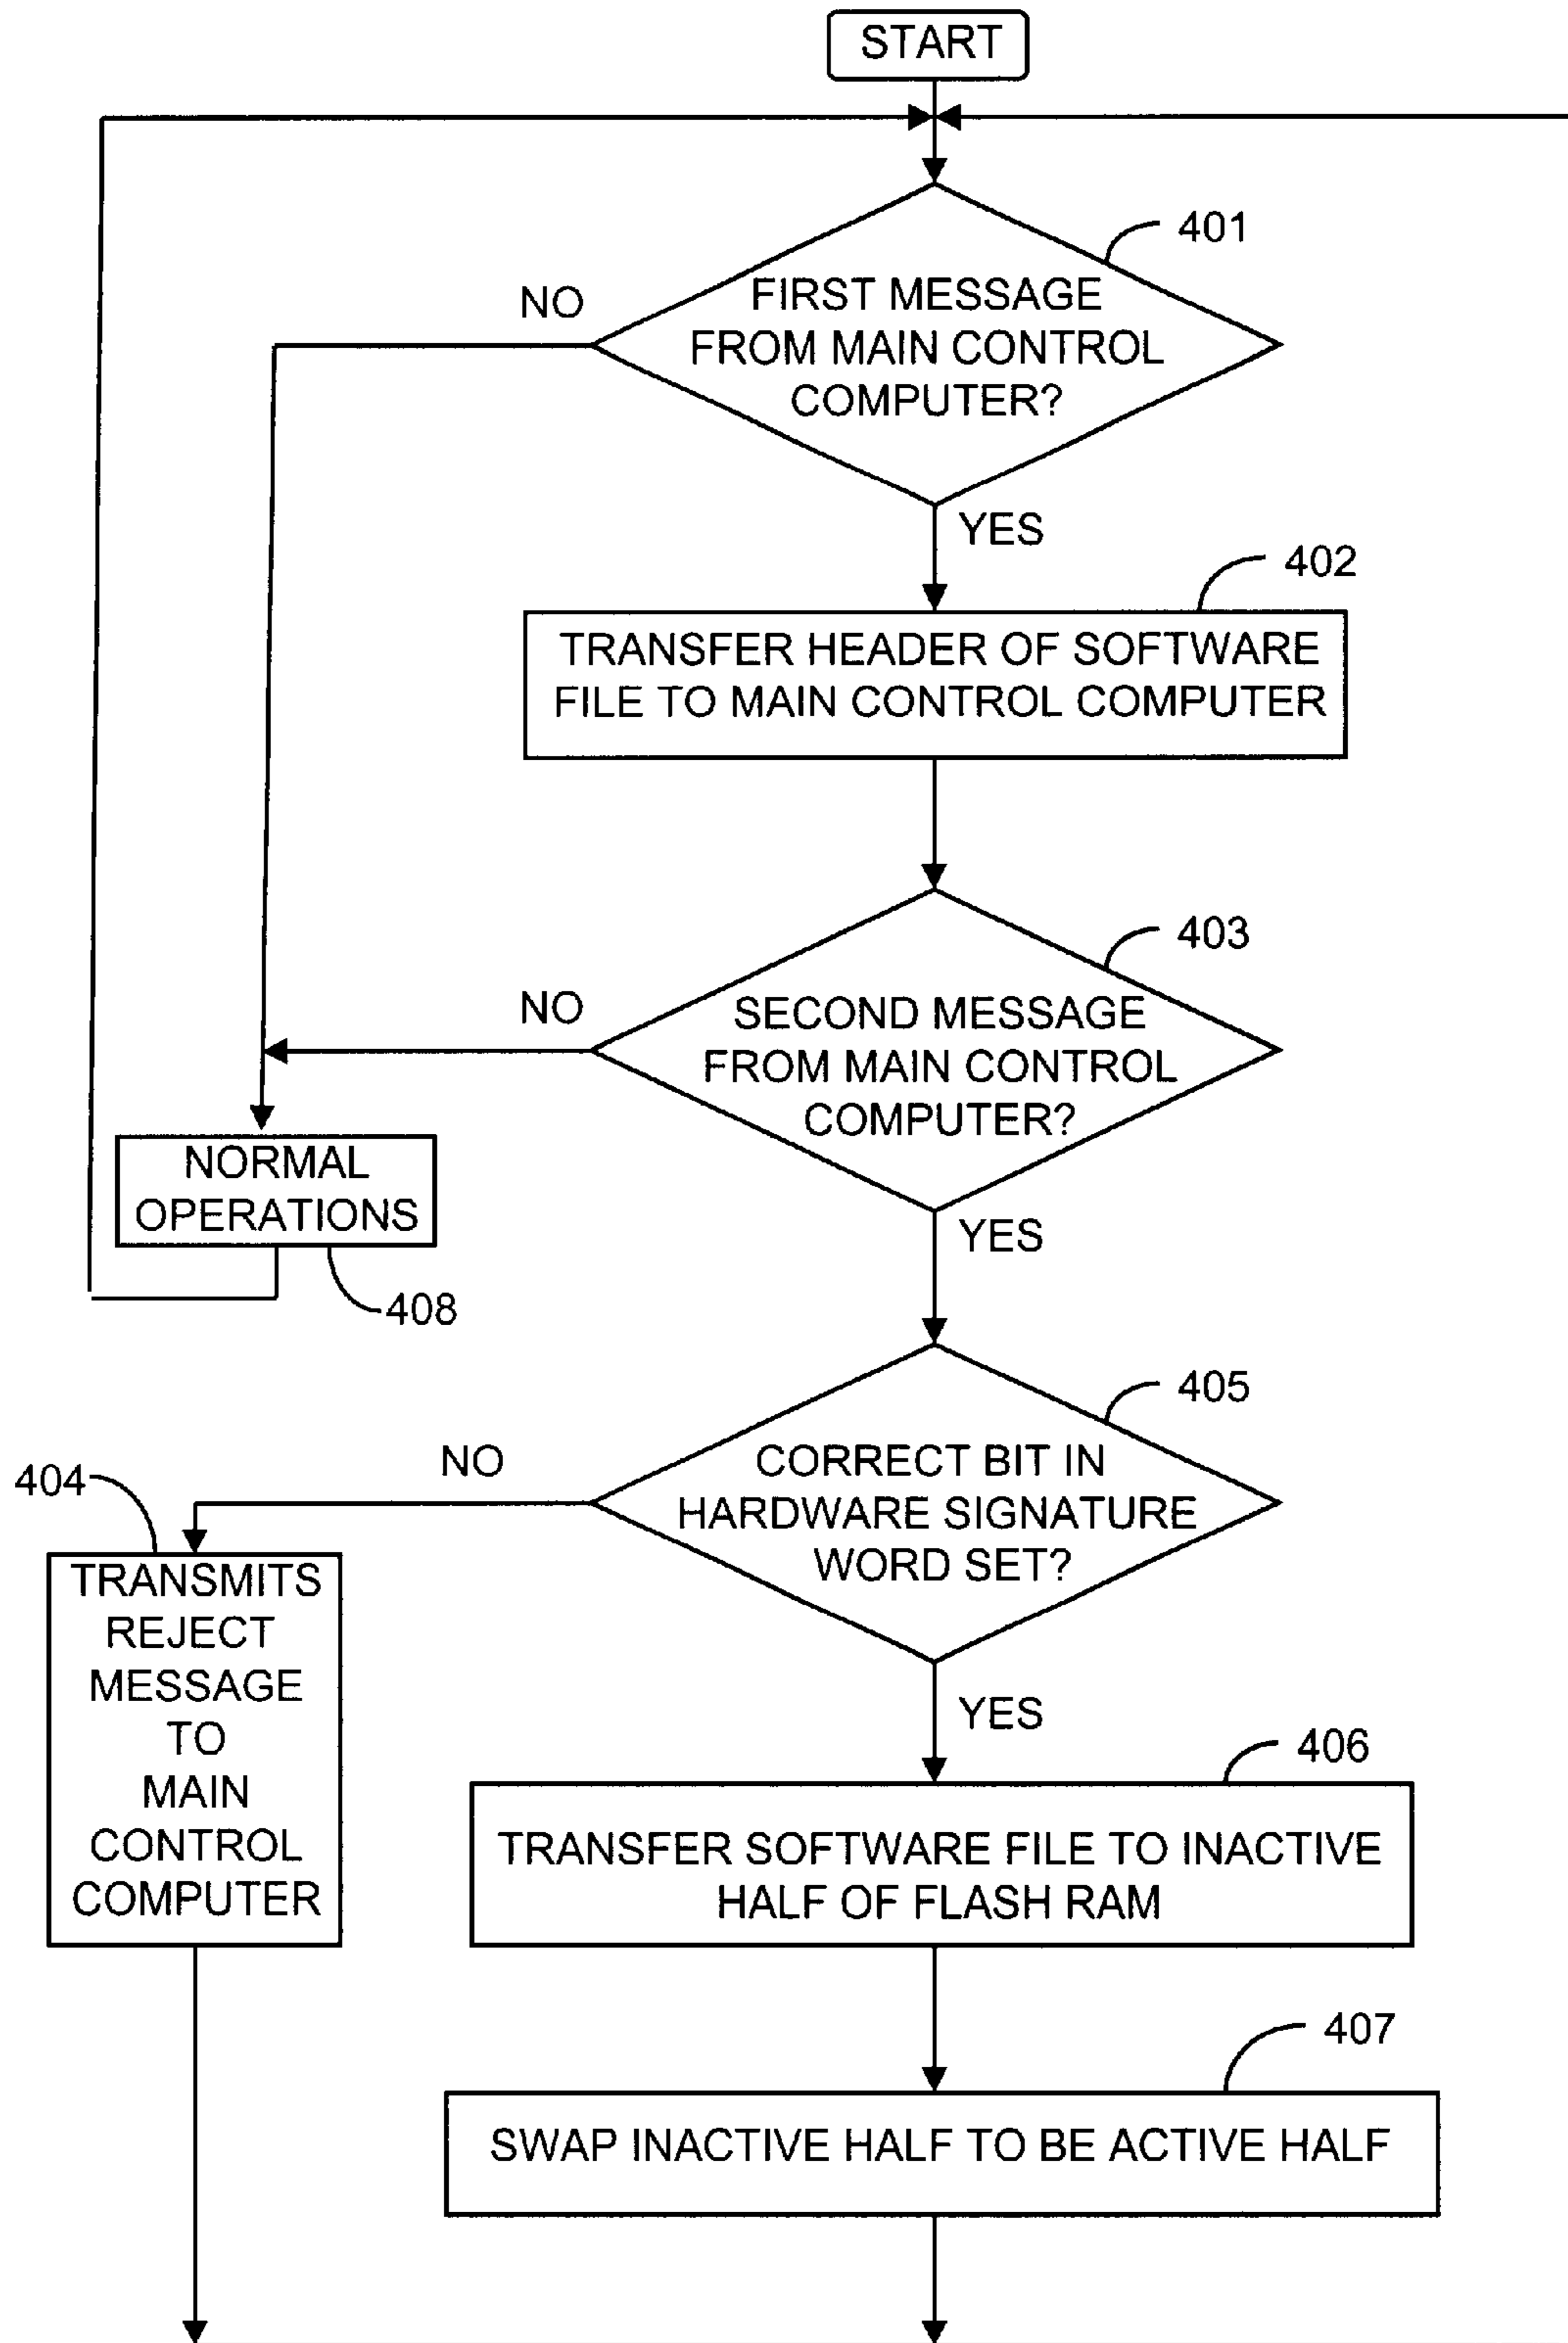 START
401
FIRST MESSAGE
FROM MAIN CONTROL
COMPUTER?
NO
YES
402
TRANSFER HEADER OF SOFTWARE
FILE TO MAIN CONTROL COMPUTER
403
SECOND MESSAGE
FROM MAIN CONTROL
COMPUTER?
NO
YES
NORMAL
OPERATIONS
408
405
CORRECT BIT IN
HARDWARE SIGNATURE
WORD SET?
NO
YES
404
TRANSMITS
REJECT
MESSAGE
TO
MAIN
CONTROL
COMPUTER
406
TRANSFER SOFTWARE FILE TO INACTIVE
HALF OF FLASH RAM
407
SWAP INACTIVE HALF TO BE ACTIVE HALF